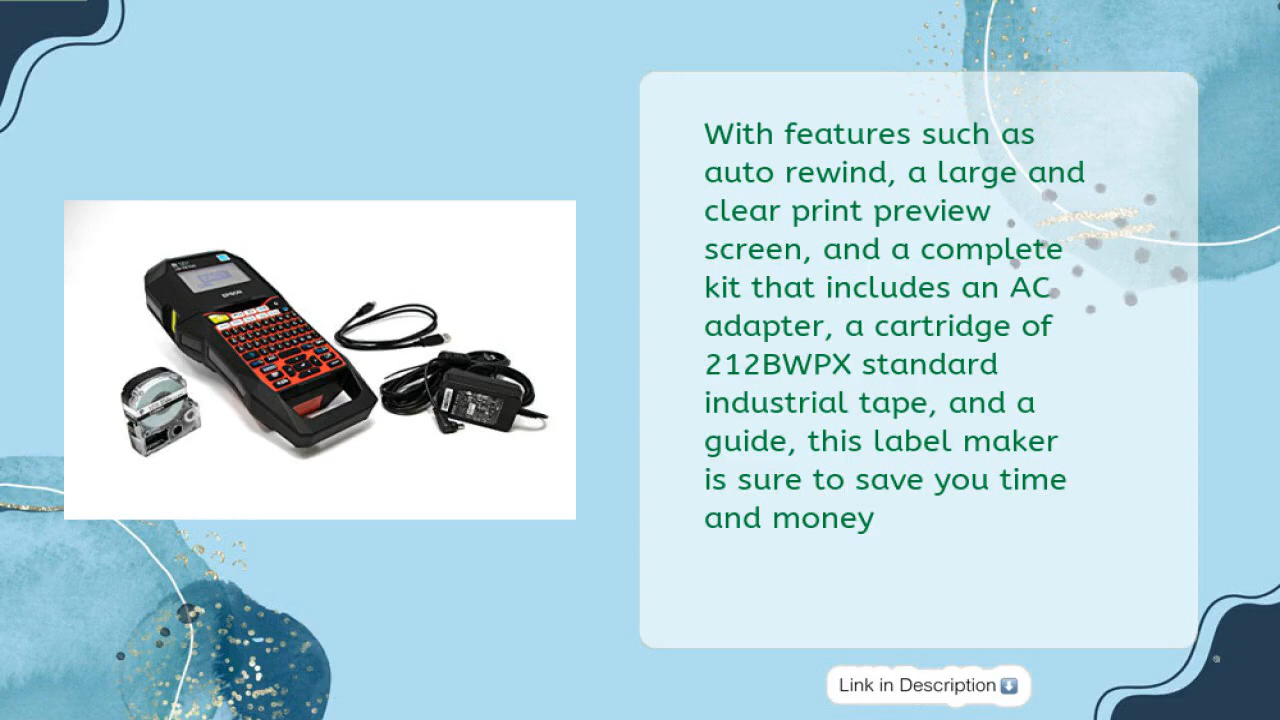 With features such as
auto rewind, a large and
clear print preview
screen, and a complete
kit that includes an AC
adapter, a cartridge of
212BWPX standard
industrial tape, and a
guide, this label maker
is sure to save you time
and money
EPSON
Link in Description